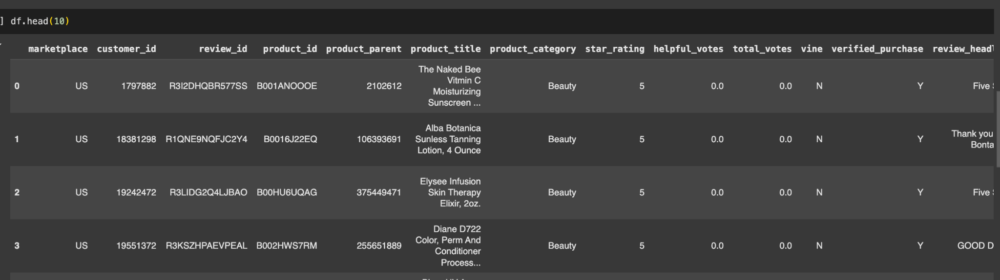 ] df.head(10)
marketplace customer_id review_id product_id product_parent product_title product_category star_rating helpful_votes total_votes vine verified_purchase review_headl
0 US 1797882 R3I2DHQBR577SS B001ANOOOE 2102612 The Naked Bee Vitmin C Moisturizing Sunscreen ... Beauty 5 0.0 0.0 N Y Five
1 US 18381298 R1QNE9NQFJC2Y4 B0016J22EQ 106393691 Alba Botanica Sunless Tanning Lotion, 4 Ounce Beauty 5 0.0 0.0 N Y Thank you Bonta
2 US 19242472 R3LIDG2Q4LJBAO B00HU6UQAG 375449471 Elysee Infusion Skin Therapy Elixir, 2oz. Beauty 5 0.0 0.0 N Y Five
3 US 19551372 R3KSZHPAEVPEAL B002HWS7RM 255651889 Diane D722 Color, Perm And Conditioner Process... Beauty 5 0.0 0.0 N Y GOOD D